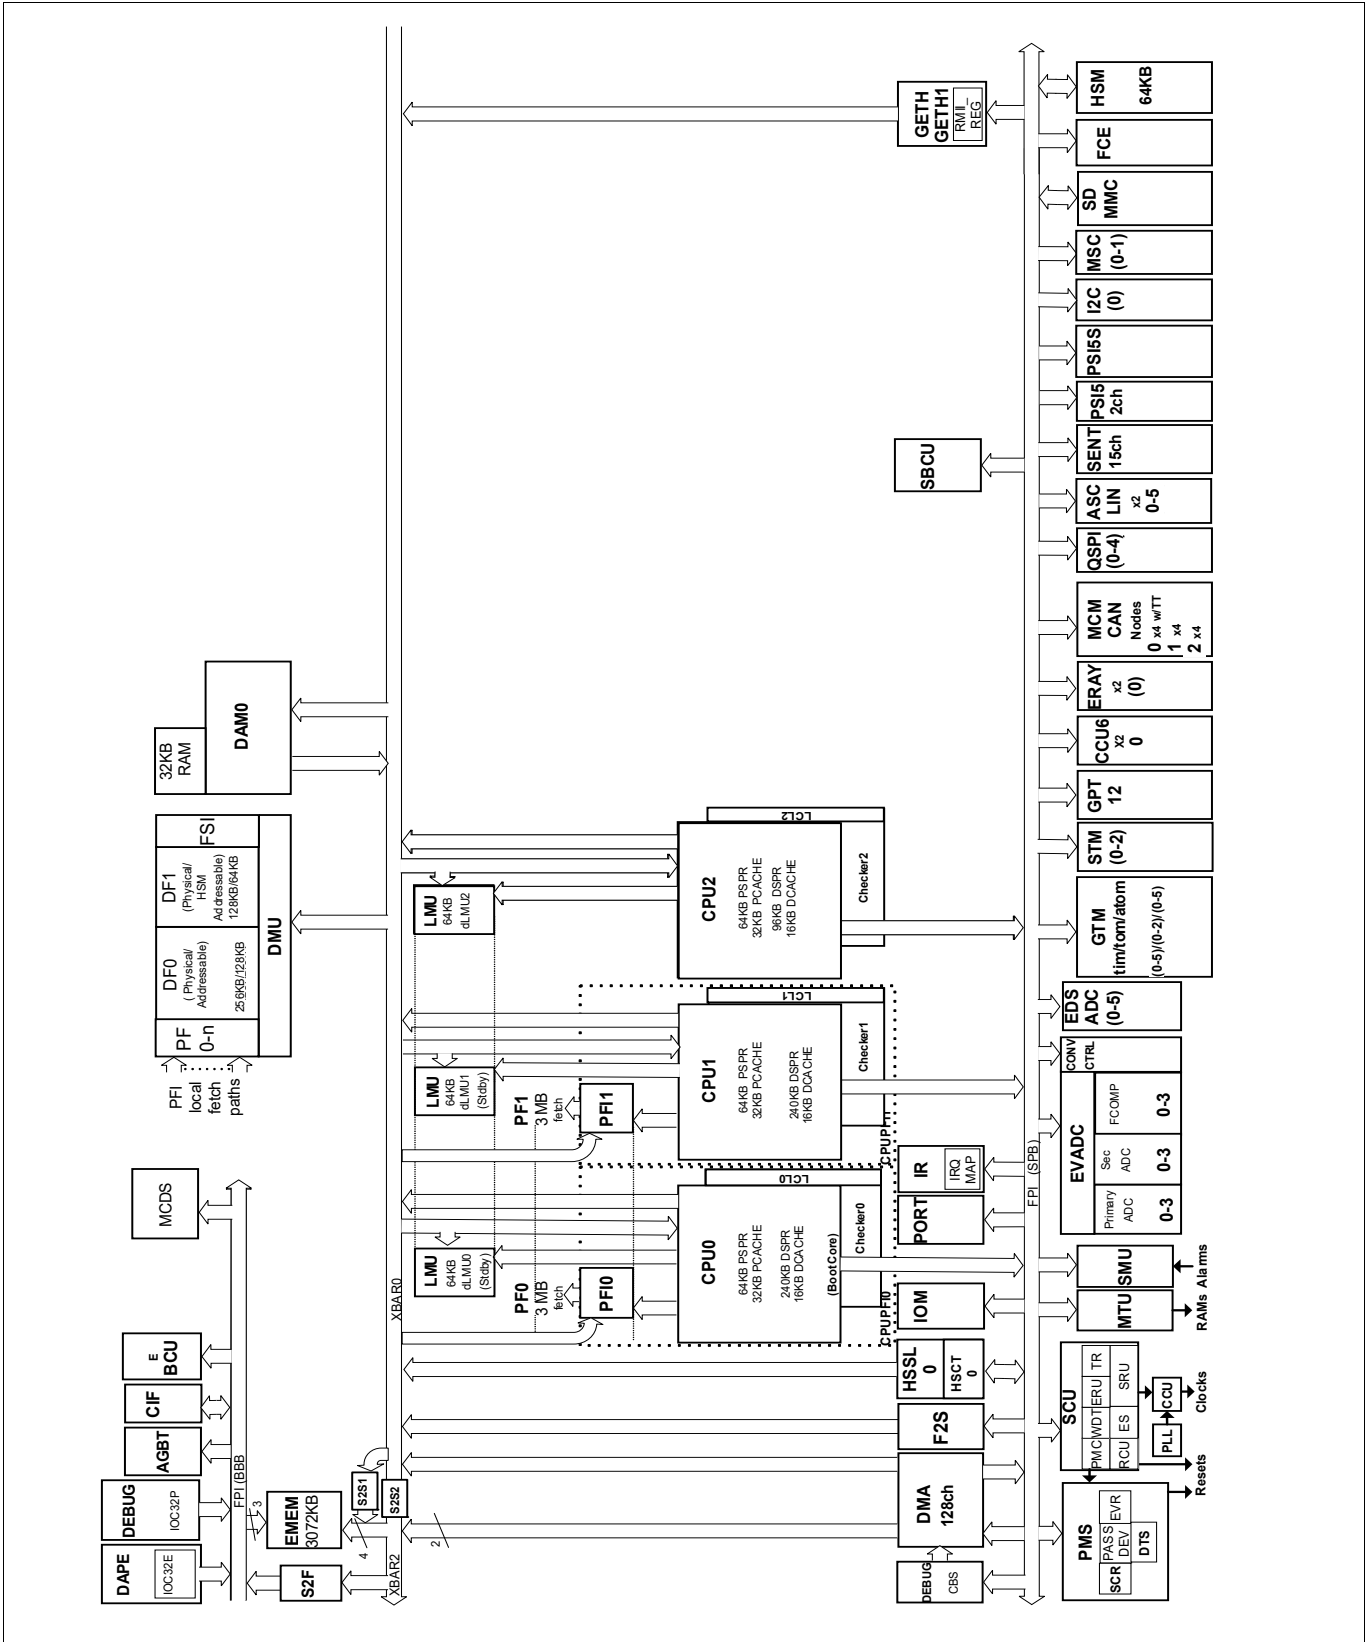 DAPE
IOC32E
DEBUG
IOC32P
AGBT
CIF
E
BCU
MCDS
FPI (BBB
3
EMEM
3072KB
S2F
S2S1
S2S2
4
2
XBAR2
XBAR0
PFI
local
fetch
paths
PF
0-n
DF0
( Physical/
Addressable)
256KB/128KB
DF1
(Physical/
HSM
Addressable)
128KB/64KB
FSI
DMU
32KB
RAM
DAM0
LMU
64KB
dLMU0
(Stdby)
LMU
64KB
dLMU1
(Stdby)
LMU
64KB
dLMU2
PF0
3 MB
fetch
PFI0
PF1
3 MB
fetch
PFI1
CPU0
64KB PSPR
32KB PCACHE
240KB DSPR
16KB DCACHE
(BootCore)
Checker0
LCL0
CPUPFI0
CPU1
64KB PSPR
32KB PCACHE
240KB DSPR
16KB DCACHE
Checker1
LCL1
CPUPFI1
CPU2
64KB PSPR
32KB PCACHE
96KB DSPR
16KB DCACHE
Checker2
LCL2
DEBUG
CBS
DMA
128ch
F2S
HSSL
0
HSCT
0
IOM
PORT
IR
IRQ
MAP
SBCU
GETH
GETH1
RMII_
REG
FPI (SPB)
PMS
SCR
PASS
DEV
EVR
DTS
Resets
SCU
PMC
WDT
ERU
TR
RCU
ES
SRU
PLL
CCU
Clocks
MTU
RAMs
SMU
Alarms
EVADC
Primary
ADC
0-3
Sec
ADC
0-3
FCOMP
0-3
CONV
CTRL
EDS
ADC
(0-5)
GTM
tim/tom/atom
(0-5)/(0-2)/(0-5)
STM
(0-2)
GPT
12
CCU6
x2
0
ERAY
x2
(0)
MCM
CAN
Nodes
0 x4 w/TT
1 x4
2 x4
QSPI
(0-4)
ASC
LIN
x2
0-5
SENT
15ch
PSI5
2ch
PSI5S
I2C
(0)
MSC
(0-1)
SD
MMC
FCE
HSM
64KB